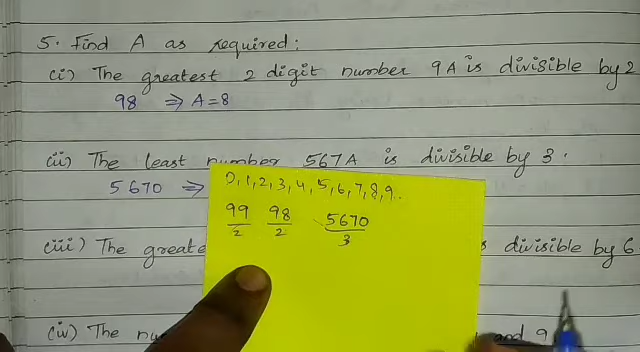 5. Find A as required:
(i) The greatest 2 digit number 9A is divisible by 2
98 ⇒ A=8
(ii) The least number 567A is divisible by 3.
5670 ⇒
0,1,2,3,4,5,6,7,8,9..
99/2 98/2 5670/3
(iii) The greate s divisible by 6
(iv) The nu and 9